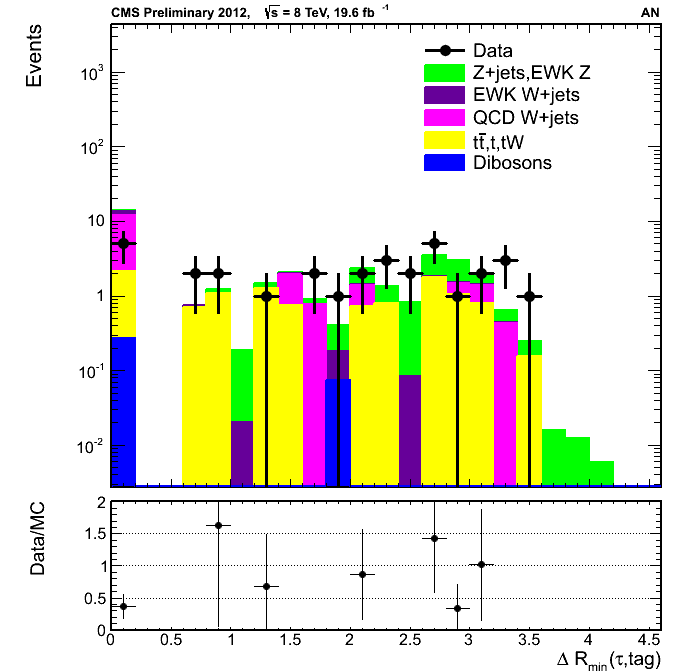 CMS Preliminary 2012, √s = 8 TeV, 19.6 fb⁻¹ AN
Events
Data
Z+jets,EWK Z
EWK W+jets
QCD W+jets
tt̅,t,tW
Dibosons
10³
10²
10
1
10⁻¹
10⁻²
Data/MC
2
1.5
1
0.5
0
0 0.5 1 1.5 2 2.5 3 3.5 4 4.5
Δ R_min(τ,tag)